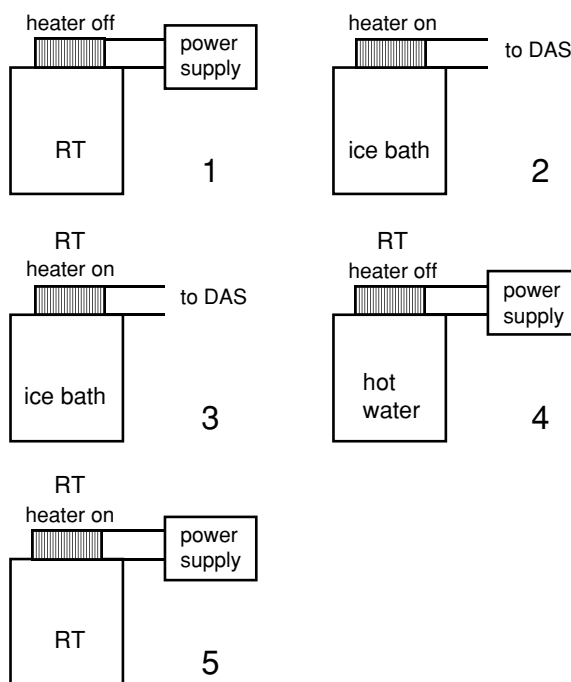 heater off
power
supply
RT
1
heater on
to DAS
ice bath
2
RT
heater on
to DAS
ice bath
3
RT
heater off
power
supply
hot
water
4
RT
heater on
power
supply
RT
5